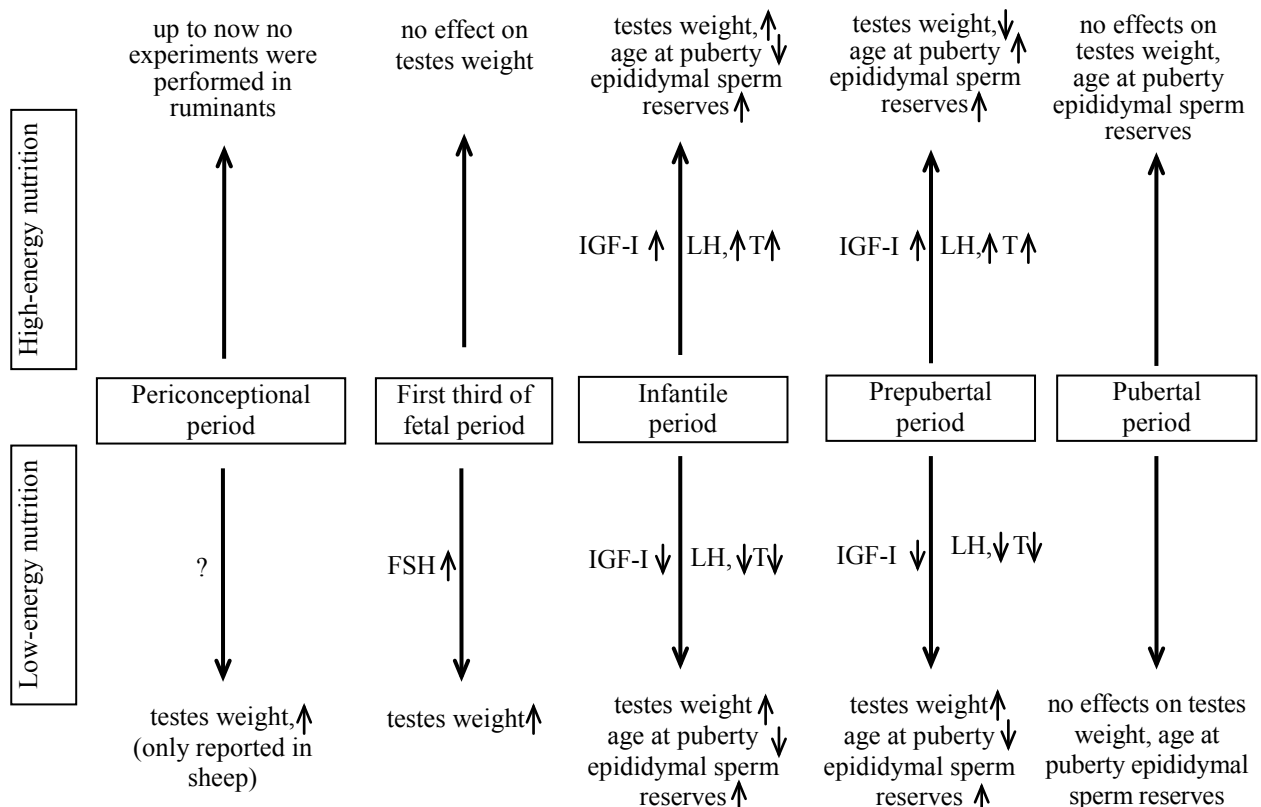 up to now no
experiments were
performed in
ruminants
no effect on
testes weight
testes weight, ↑
age at puberty ↓
epididymal sperm
reserves ↑
testes weight, ↓
age at puberty ↑
epididymal sperm
reserves ↑
no effects on
testes weight,
age at puberty
epididymal sperm
reserves
High-energy nutrition
IGF-I ↑ LH, ↑ T ↑
IGF-I ↑ LH, ↑ T ↑
Periconceptional
period
First third of
fetal period
Infantile
period
Prepubertal
period
Pubertal
period
Low-energy nutrition
?
FSH ↑
IGF-I ↓ LH, ↓ T ↓
IGF-I ↓ LH, ↓ T ↓
testes weight, ↑
(only reported in
sheep)
testes weight ↑
testes weight ↑
age at puberty ↓
epididymal sperm
reserves ↑
testes weight ↑
age at puberty ↓
epididymal sperm
reserves ↑
no effects on testes
weight, age at
puberty epididymal
sperm reserves